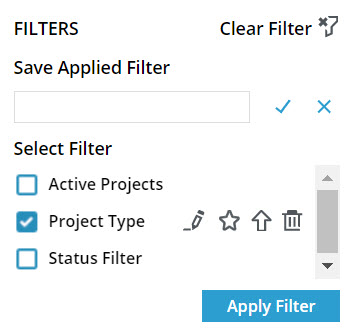 FILTERS Clear Filter
Save Applied Filter
Select Filter
Active Projects
Project Type
Status Filter
Apply Filter